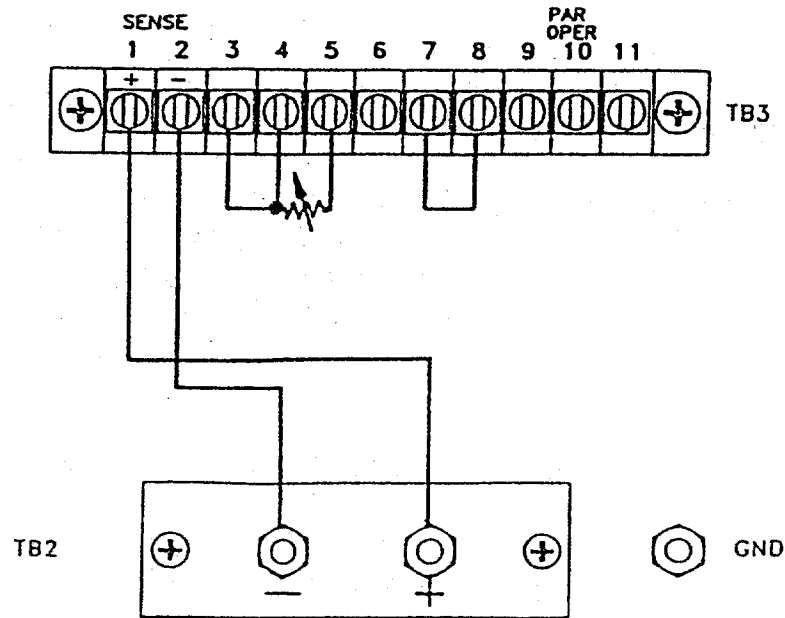 SENSE
PAR
OPER
1 2 3 4 5 6 7 8 9 10 11
+ −
TB3
TB2
GND
− +